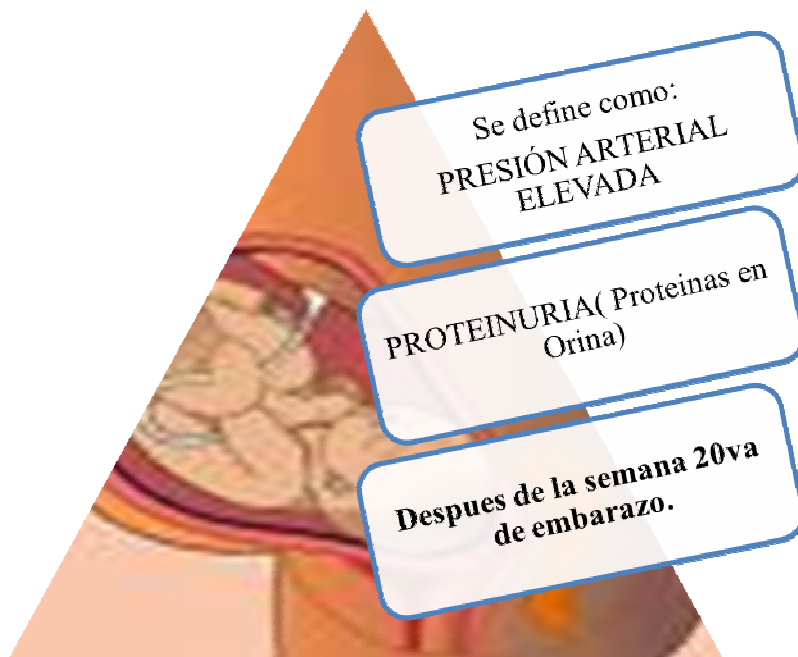 Se define como:
PRESIÓN ARTERIAL
ELEVADA
PROTEINURIA( Proteinas en
Orina)
Despues de la semana 20va
de embarazo.